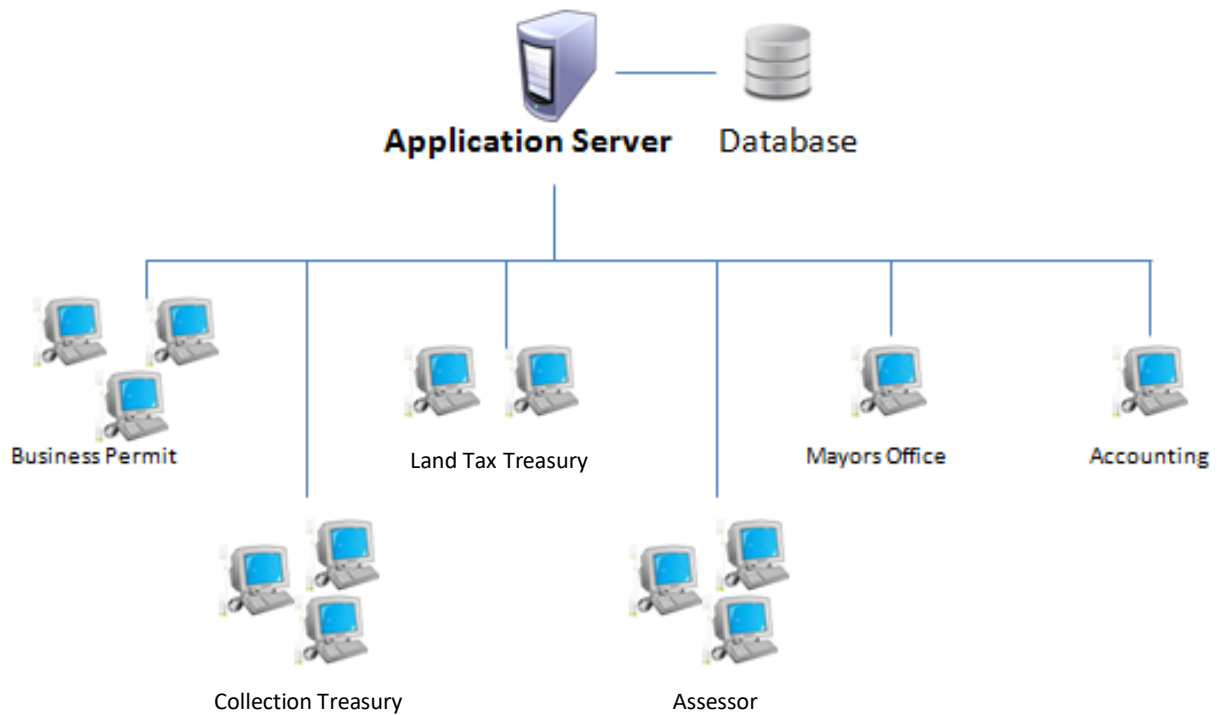 Application Server
Database
Business Permit
Land Tax Treasury
Mayors Office
Accounting
Collection Treasury
Assessor